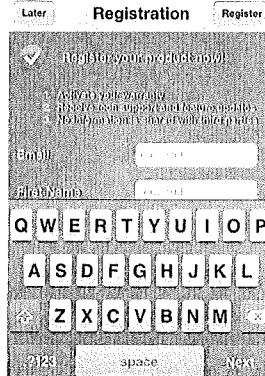 Later Registration Register
Register your product now!
1. Activate your warranty
2. Receive zoon support and feature updates
3. No information is shared with third parties
Email
First Name
Q W E R T Y U I O P
A S D F G H J K L
Z X C V B N M
.?123 space Next